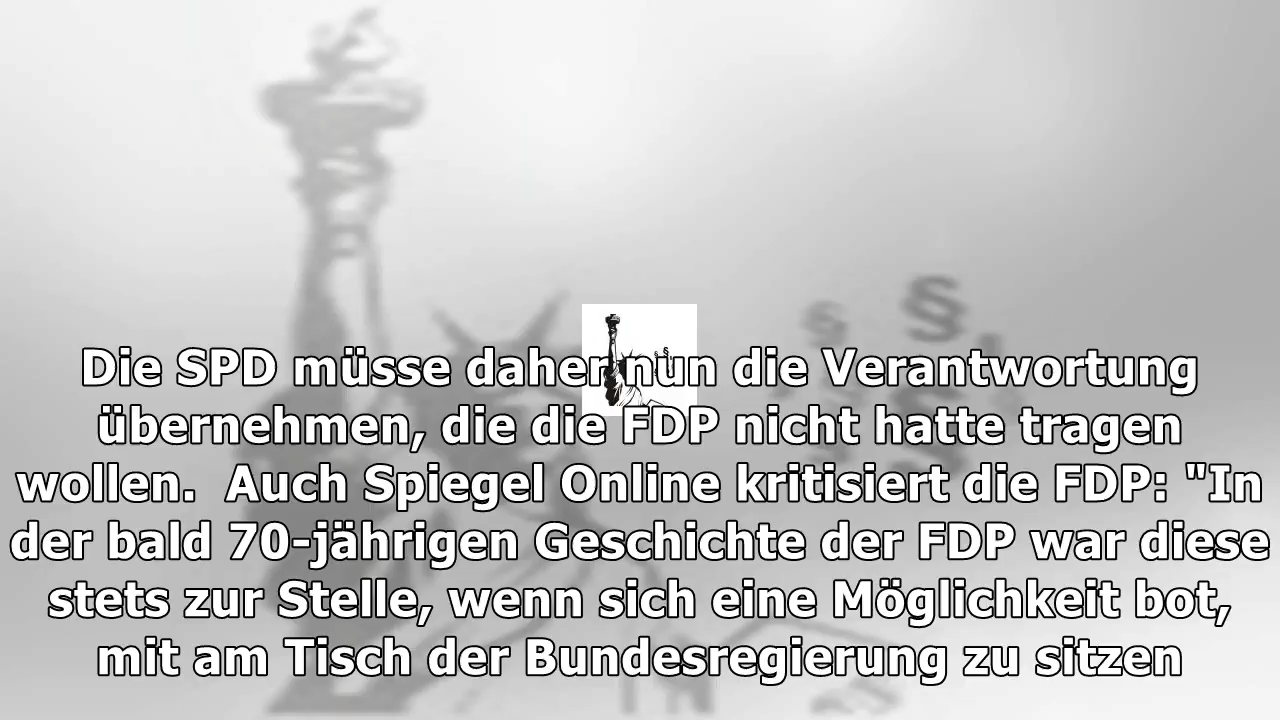 Die SPD müsse daher nun die Verantwortung
übernehmen, die die FDP nicht hatte tragen
wollen.  Auch Spiegel Online kritisiert die FDP: "In
der bald 70-jährigen Geschichte der FDP war diese
stets zur Stelle, wenn sich eine Möglichkeit bot,
mit am Tisch der Bundesregierung zu sitzen